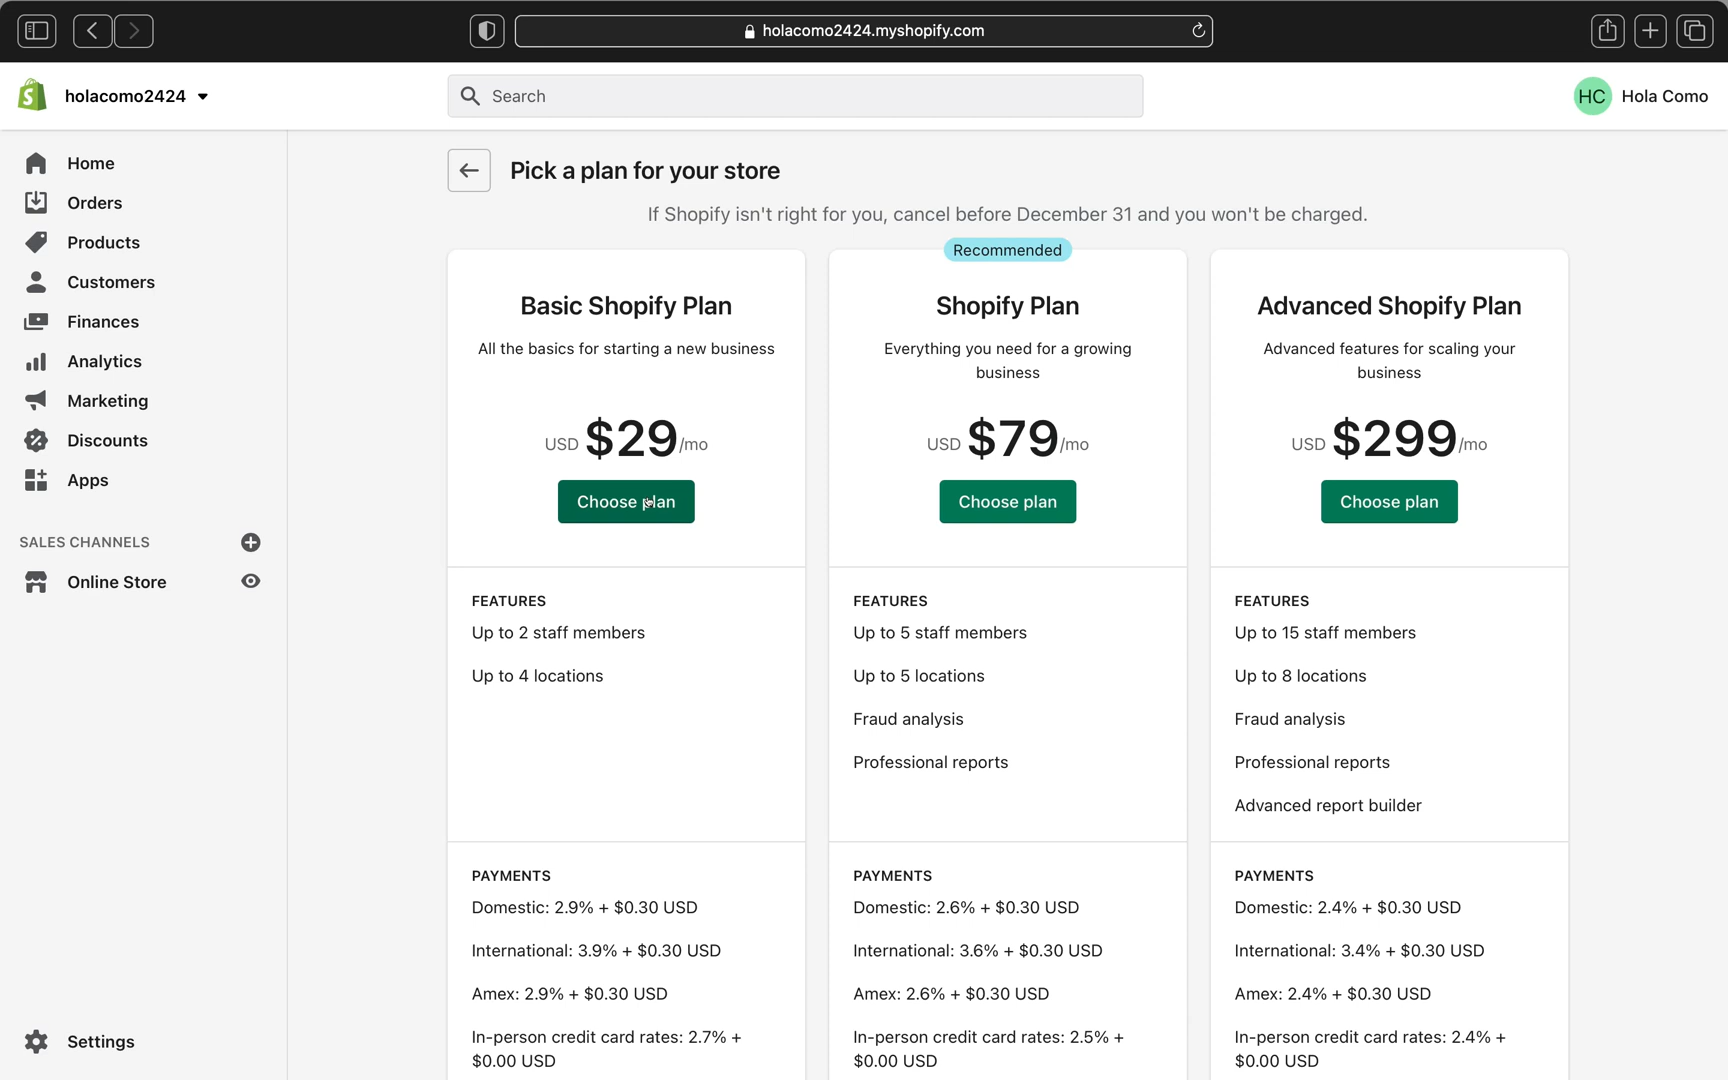 holacomo2424.myshopify.com
holacomo2424
Search
HC
Hola Como
Home
Orders
Products
Customers
Finances
Analytics
Marketing
Discounts
Apps
SALES CHANNELS
Online Store
Settings
Pick a plan for your store
If Shopify isn't right for you, cancel before December 31 and you won't be charged.
Basic Shopify Plan
All the basics for starting a new business
USD $29/mo
Choose plan
FEATURES
Up to 2 staff members
Up to 4 locations
PAYMENTS
Domestic: 2.9% + $0.30 USD
International: 3.9% + $0.30 USD
Amex: 2.9% + $0.30 USD
In-person credit card rates: 2.7% +
$0.00 USD
Recommended
Shopify Plan
Everything you need for a growing
business
USD $79/mo
Choose plan
FEATURES
Up to 5 staff members
Up to 5 locations
Fraud analysis
Professional reports
PAYMENTS
Domestic: 2.6% + $0.30 USD
International: 3.6% + $0.30 USD
Amex: 2.6% + $0.30 USD
In-person credit card rates: 2.5% +
$0.00 USD
Advanced Shopify Plan
Advanced features for scaling your
business
USD $299/mo
Choose plan
FEATURES
Up to 15 staff members
Up to 8 locations
Fraud analysis
Professional reports
Advanced report builder
PAYMENTS
Domestic: 2.4% + $0.30 USD
International: 3.4% + $0.30 USD
Amex: 2.4% + $0.30 USD
In-person credit card rates: 2.4% +
$0.00 USD